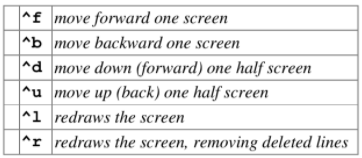 ^f move forward one screen
^b move backward one screen
^d move down (forward) one half screen
^u move up (back) one half screen
^l redraws the screen
^r redraws the screen, removing deleted lines